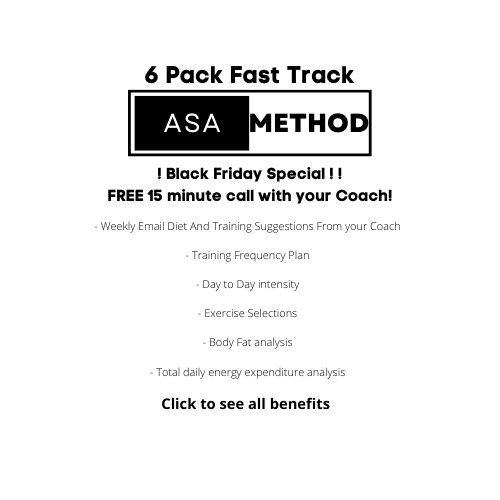 6 Pack Fast Track
ASA METHOD
! Black Friday Special ! !
FREE 15 minute call with your Coach!
- Weekly Email Diet And Training Suggestions From your Coach
- Training Frequency Plan
- Day to Day intensity
- Exercise Selections
- Body Fat analysis
- Total daily energy expenditure analysis
Click to see all benefits